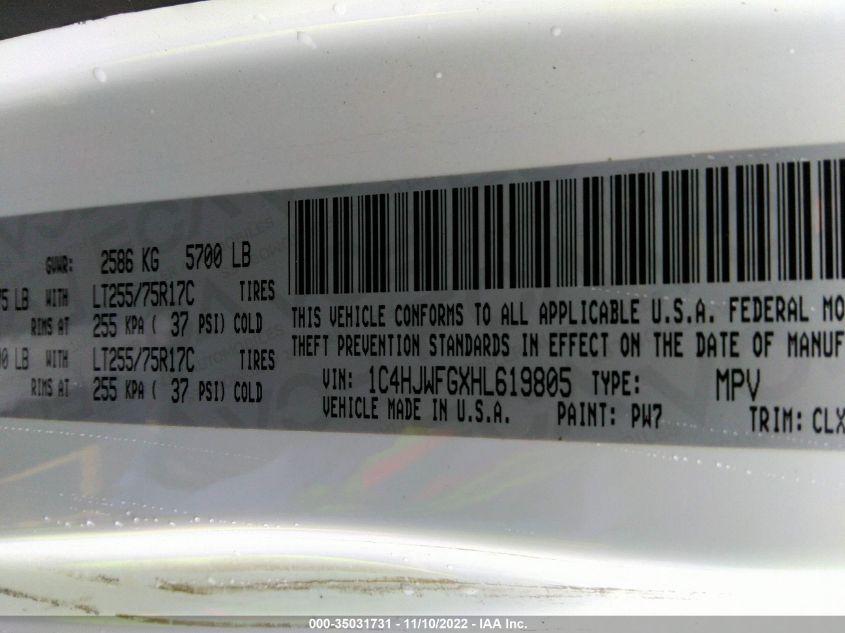 GVWR: 2586 KG 5700 LB
75 LB WITH LT255/75R17C TIRES
RIMS AT 255 KPA ( 37 PSI) COLD
00 LB WITH LT255/75R17C TIRES
RIMS AT 255 KPA ( 37 PSI) COLD
THIS VEHICLE CONFORMS TO ALL APPLICABLE U.S.A. FEDERAL MO
THEFT PREVENTION STANDARDS IN EFFECT ON THE DATE OF MANUF
VIN: 1C4HJWFGXHL619805 TYPE: MPV
VEHICLE MADE IN U.S.A. PAINT: PW7 TRIM: CLX
000-35031731 - 11/10/2022 - IAA Inc.